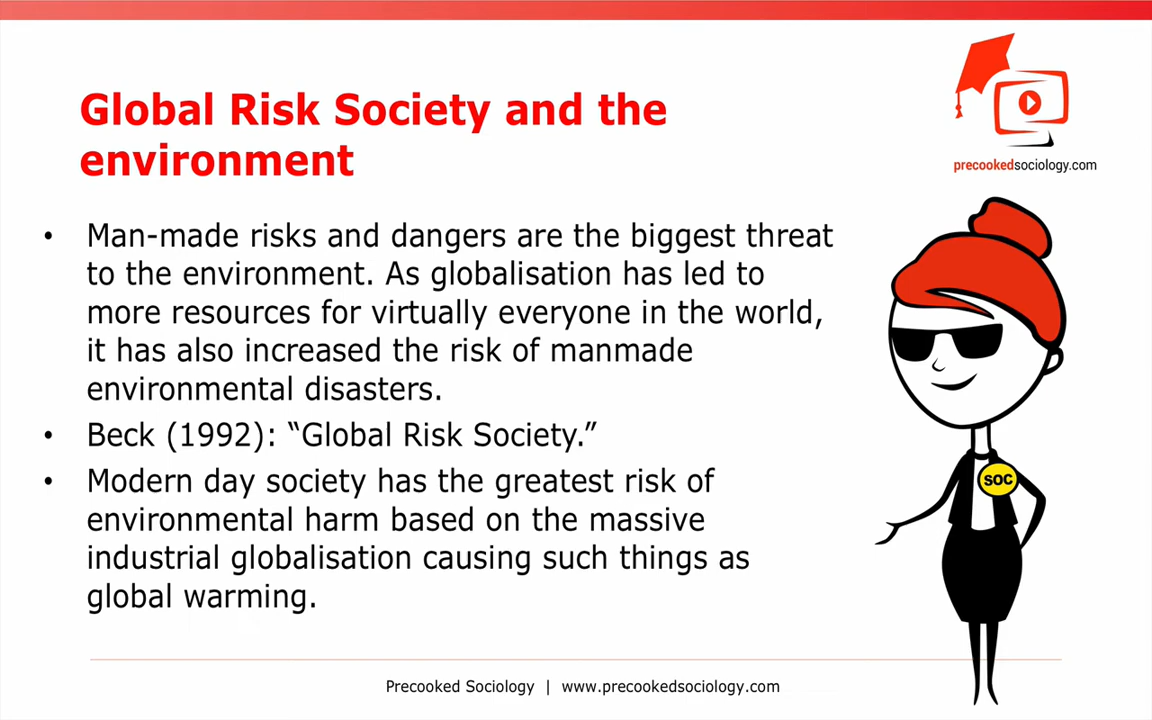 Global Risk Society and the
environment
precookedsociology.com
• Man-made risks and dangers are the biggest threat
to the environment. As globalisation has led to
more resources for virtually everyone in the world,
it has also increased the risk of manmade
environmental disasters.
• Beck (1992): “Global Risk Society.”
• Modern day society has the greatest risk of
environmental harm based on the massive
industrial globalisation causing such things as
global warming.
SOC
Precooked Sociology | www.precookedsociology.com